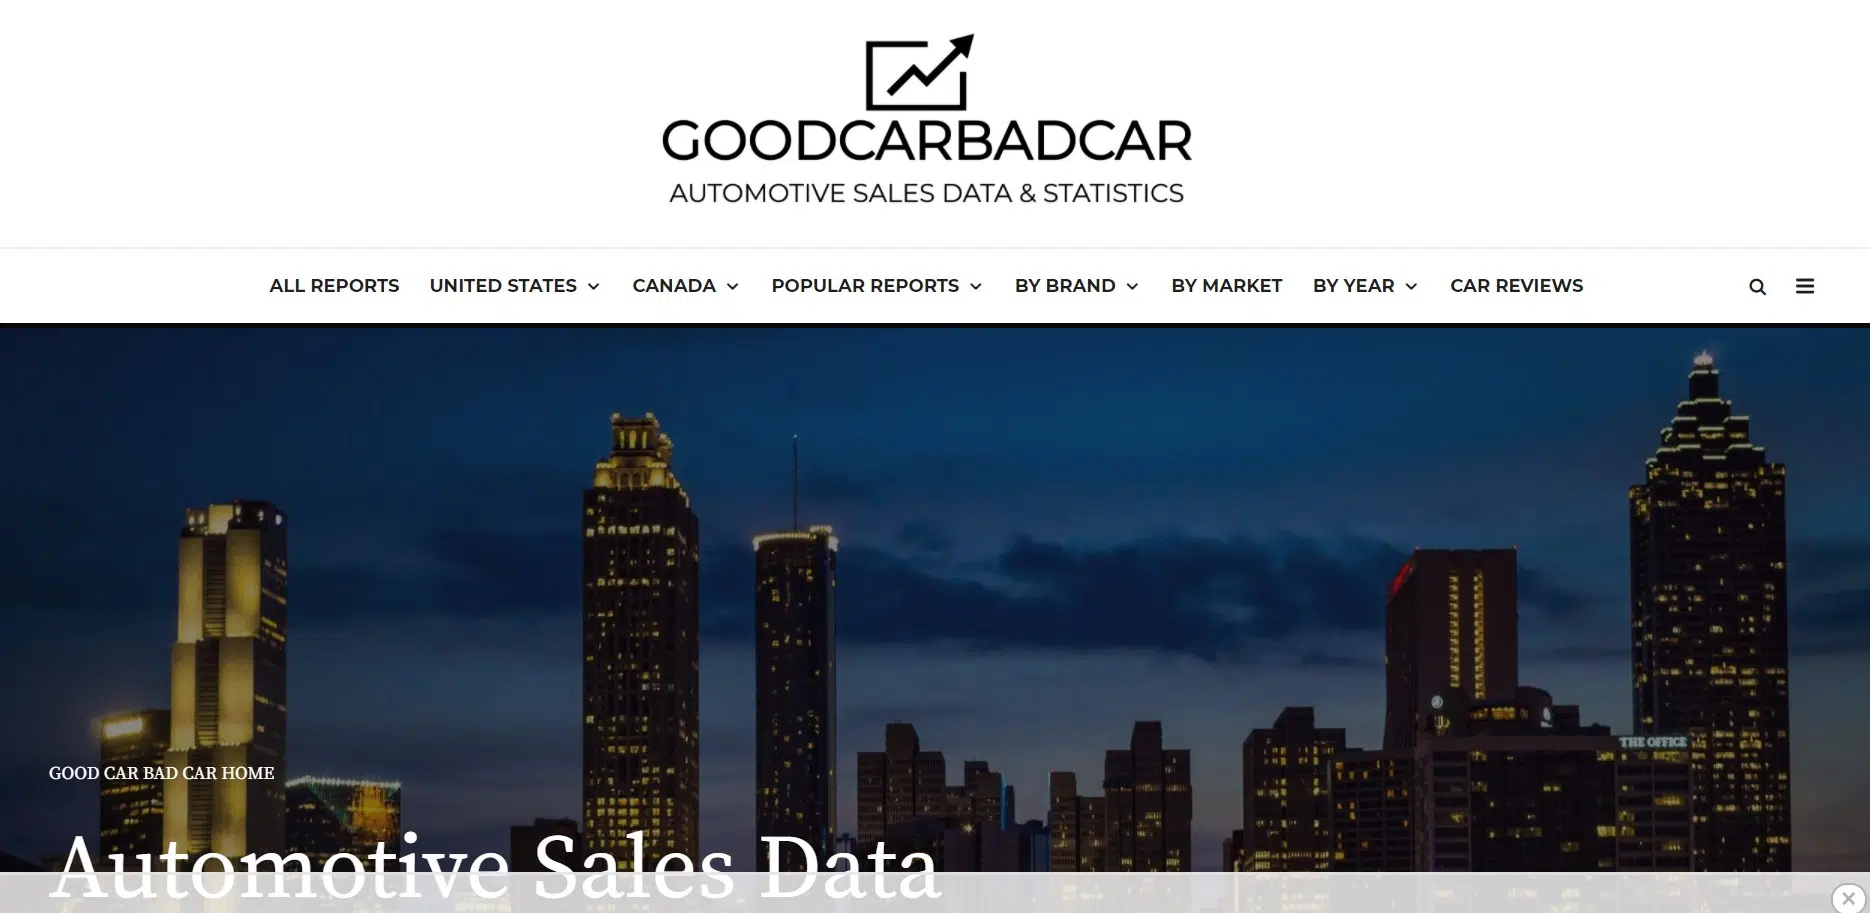 GOODCARBADCAR
AUTOMOTIVE SALES DATA & STATISTICS
ALL REPORTS UNITED STATES CANADA POPULAR REPORTS BY BRAND BY MARKET BY YEAR CAR REVIEWS
THE OFFICE
GOOD CAR BAD CAR HOME
Automotive Sales Data